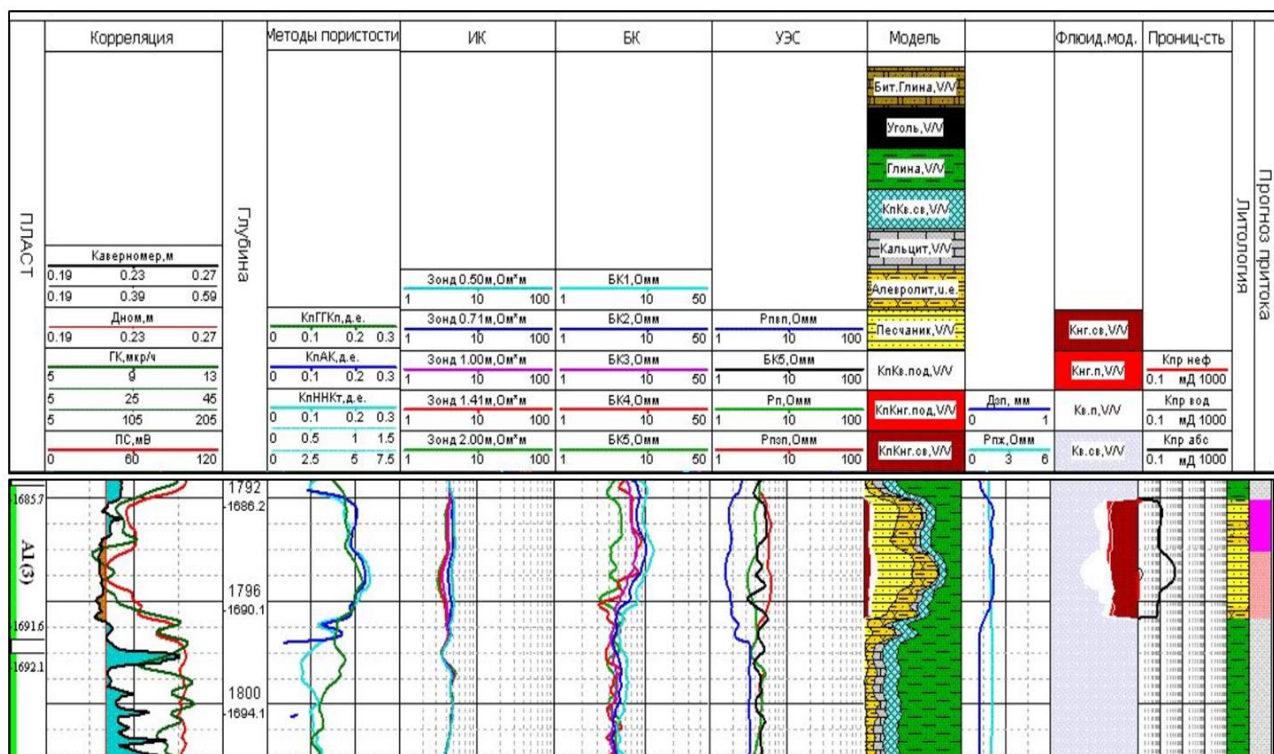 Корреляция
Методы пористости
ИК
БК
УЭС
Модель
Флюид.мод.
Прониц-сть
ПЛАСТ
Глубина
Литология
Прогноз притока
Каверномер,м
0.19 0.23 0.27
0.19 0.39 0.59
Дном,м
0.19 0.23 0.27
ГК,мкр/ч
5 9 13
5 25 45
5 105 205
ПС,мВ
0 60 120
КпГГКп,д.е.
0 0.1 0.2 0.3
КпАК,д.е.
0 0.1 0.2 0.3
КпННКт,д.е.
0 0.1 0.2 0.3
0 0.5 1 1.5
0 2.5 5 7.5
Зонд 0.50м,Ом*м
1 10 100
Зонд 0.71м,Ом*м
1 10 100
Зонд 1.00м,Ом*м
1 10 100
Зонд 1.41м,Ом*м
1 10 100
Зонд 2.00м,Ом*м
1 10 100
БК1,Омм
1 10 50
БК2,Омм
1 10 50
БК3,Омм
1 10 50
БК4,Омм
1 10 50
БК5,Омм
1 10 50
Рпвп,Омм
1 10 100
БК5,Омм
1 10 100
Рп,Омм
1 10 100
Рпзп,Омм
1 10 100
Бит.Глина,V/V
Уголь,V/V
Глина,V/V
КпКв.св,V/V
Кальцит,V/V
Алевролит,u.e.
Песчаник,V/V
КпКв.под,V/V
КпКнг.под,V/V
КпКнг.св,V/V
Дзп, мм
0 1
Рпж,Омм
0 3 6
Кнг.св,V/V
Кнг.п,V/V
Кв.п,V/V
Кв.св,V/V
Кпр неф
0.1 мД 1000
Кпр вод
0.1 мД 1000
Кпр абс
0.1 мД 1000
1685.7
А1(3)
1691.6
1692.1
1792
-1686.2
1796
-1690.1
1800
-1694.1